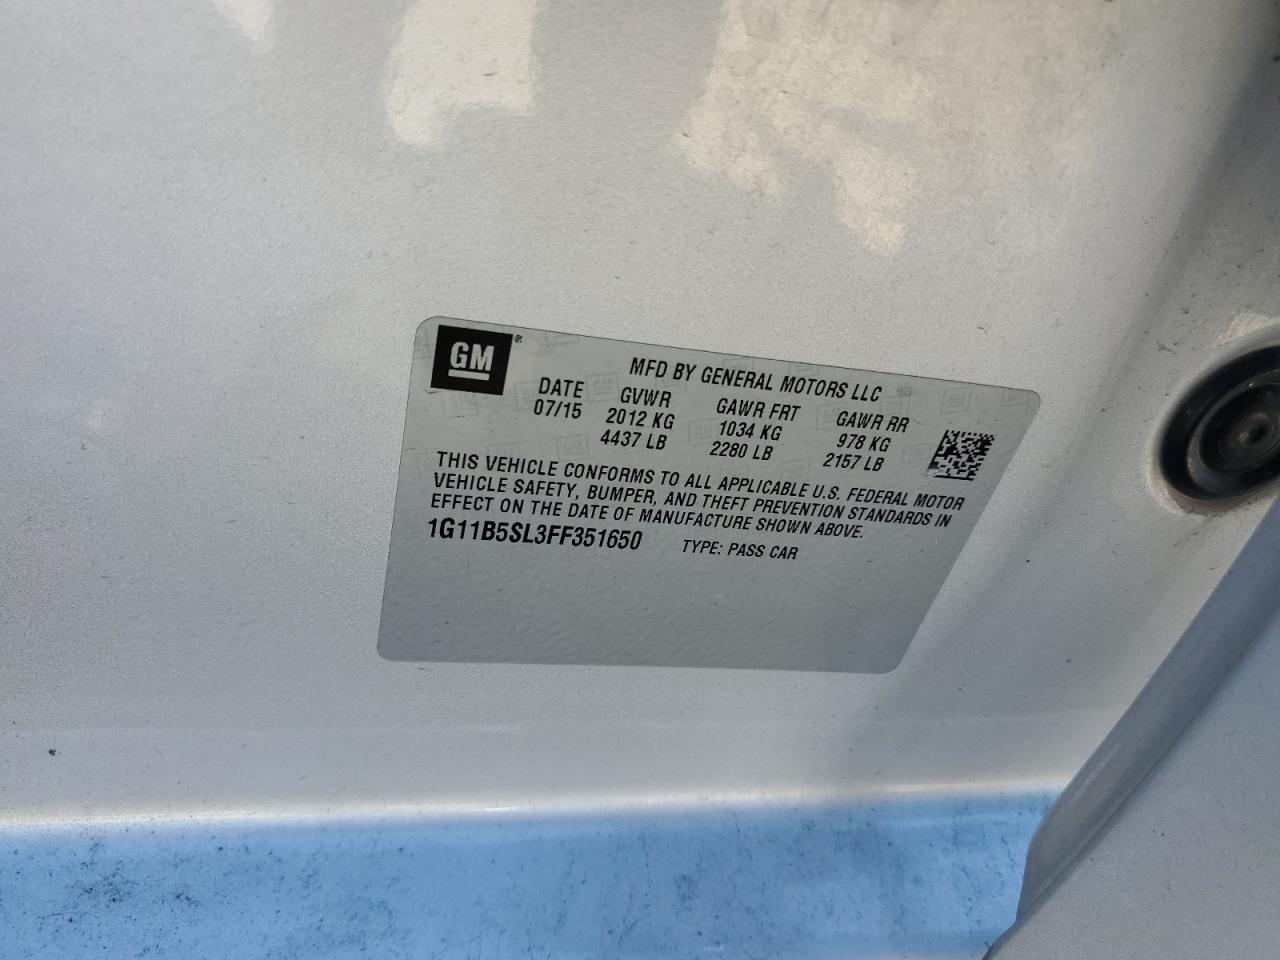 GM®
MFD BY GENERAL MOTORS LLC
DATE GVWR GAWR FRT GAWR RR
07/15 2012 KG 1034 KG 978 KG
4437 LB 2280 LB 2157 LB
THIS VEHICLE CONFORMS TO ALL APPLICABLE U.S. FEDERAL MOTOR
VEHICLE SAFETY, BUMPER, AND THEFT PREVENTION STANDARDS IN
EFFECT ON THE DATE OF MANUFACTURE SHOWN ABOVE.
1G11B5SL3FF351650 TYPE: PASS CAR